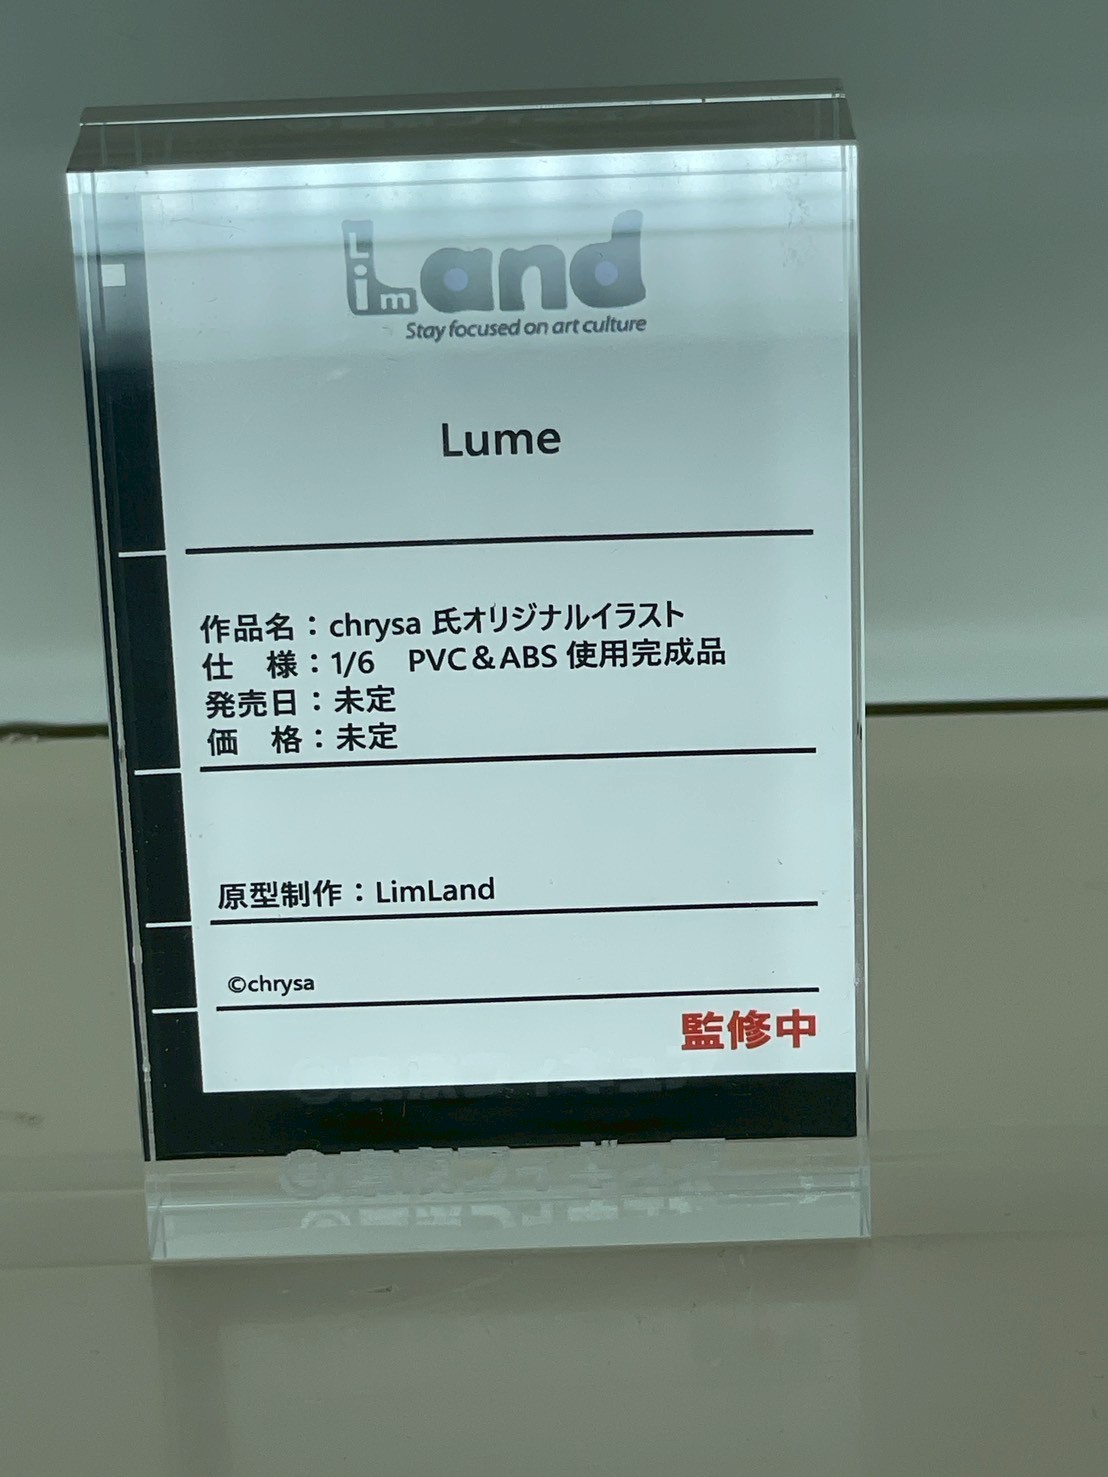 LimLand
Stay focused on art culture
Lume
作品名：chrysa 氏オリジナルイラスト
仕　様：1/6　PVC＆ABS 使用完成品
発売日：未定
価　格：未定
原型制作：LimLand
©chrysa
監修中